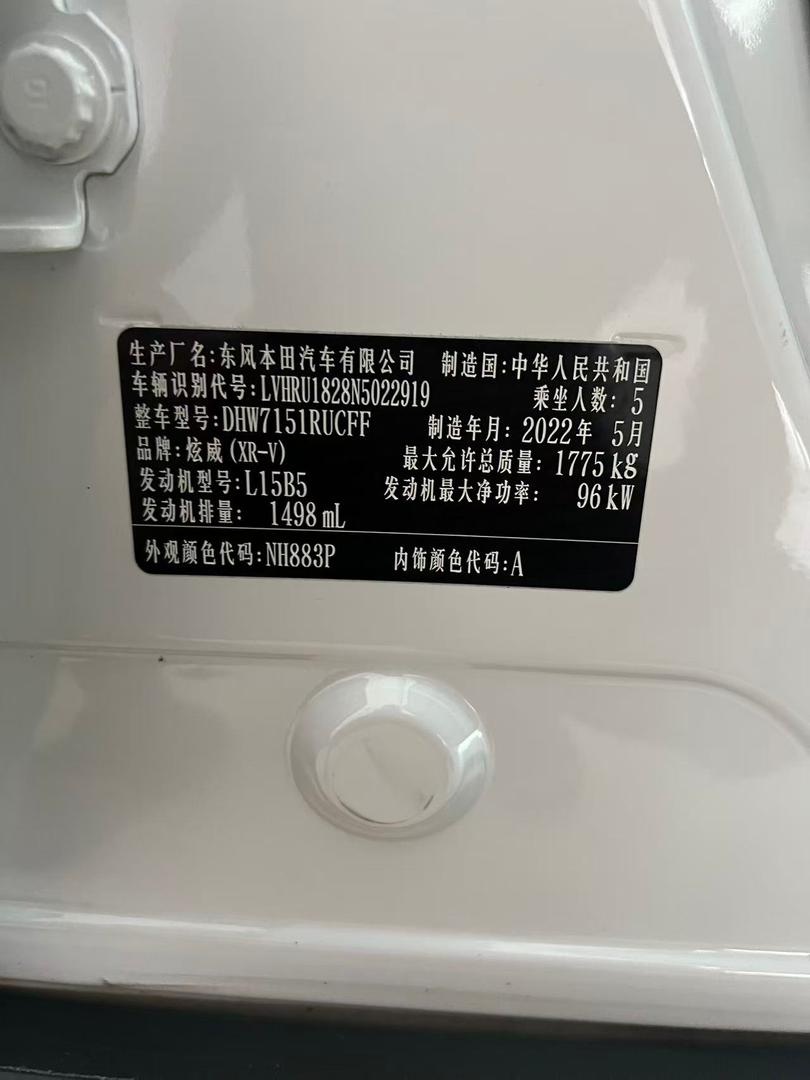 生产厂名:东风本田汽车有限公司 制造国:中华人民共和国
车辆识别代号:LVHRU1828N5022919 乘坐人数: 5
整车型号:DHW7151RUCFF 制造年月: 2022年 5月
品牌:炫威(XR-V) 最大允许总质量: 1775 kg
发动机型号:L15B5 发动机最大净功率: 96 kW
发动机排量: 1498 mL
外观颜色代码:NH883P 内饰颜色代码:A